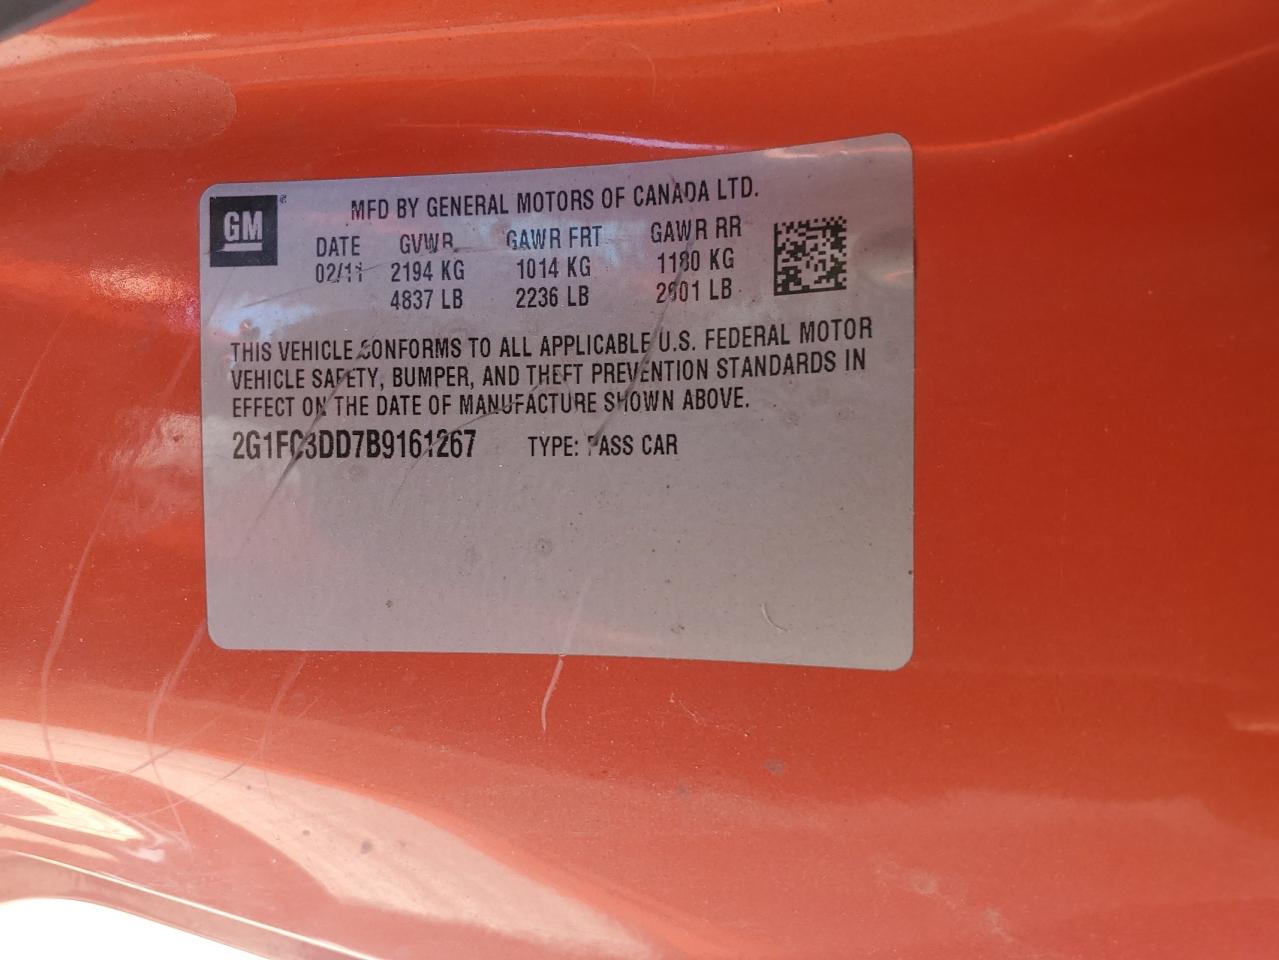 GM ®
MFD BY GENERAL MOTORS OF CANADA LTD.
DATE GVWR GAWR FRT GAWR RR
02/11 2194 KG 1014 KG 1180 KG
4837 LB 2236 LB 2601 LB
THIS VEHICLE CONFORMS TO ALL APPLICABLE U.S. FEDERAL MOTOR
VEHICLE SAFETY, BUMPER, AND THEFT PREVENTION STANDARDS IN
EFFECT ON THE DATE OF MANUFACTURE SHOWN ABOVE.
2G1FC3DD7B9161267 TYPE: PASS CAR